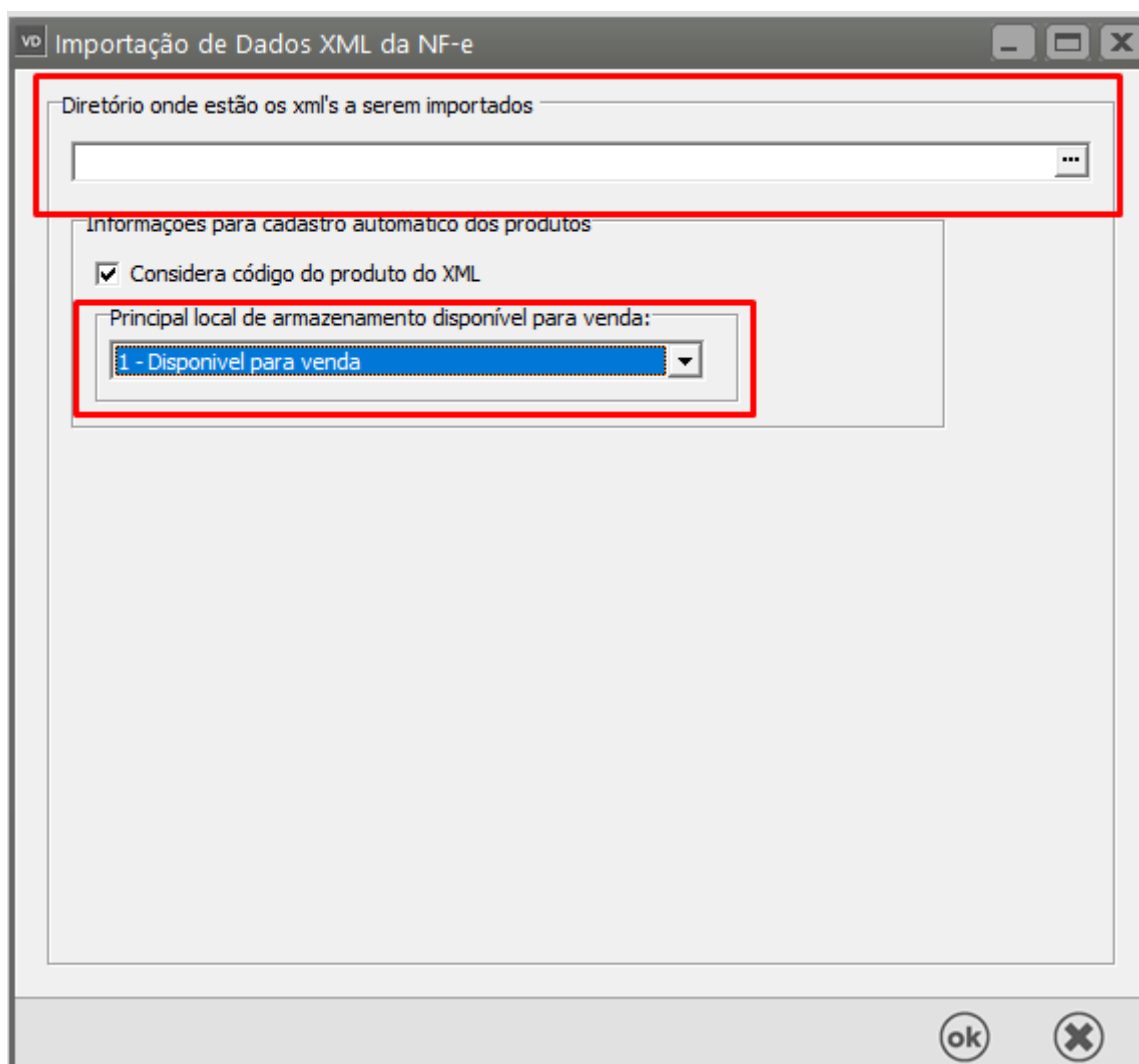 VD Importação de Dados XML da NF-e
Diretório onde estão os xml's a serem importados
...
Informações para cadastro automático dos produtos
Considera código do produto do XML
Principal local de armazenamento disponível para venda:
1 - Disponivel para venda
ok